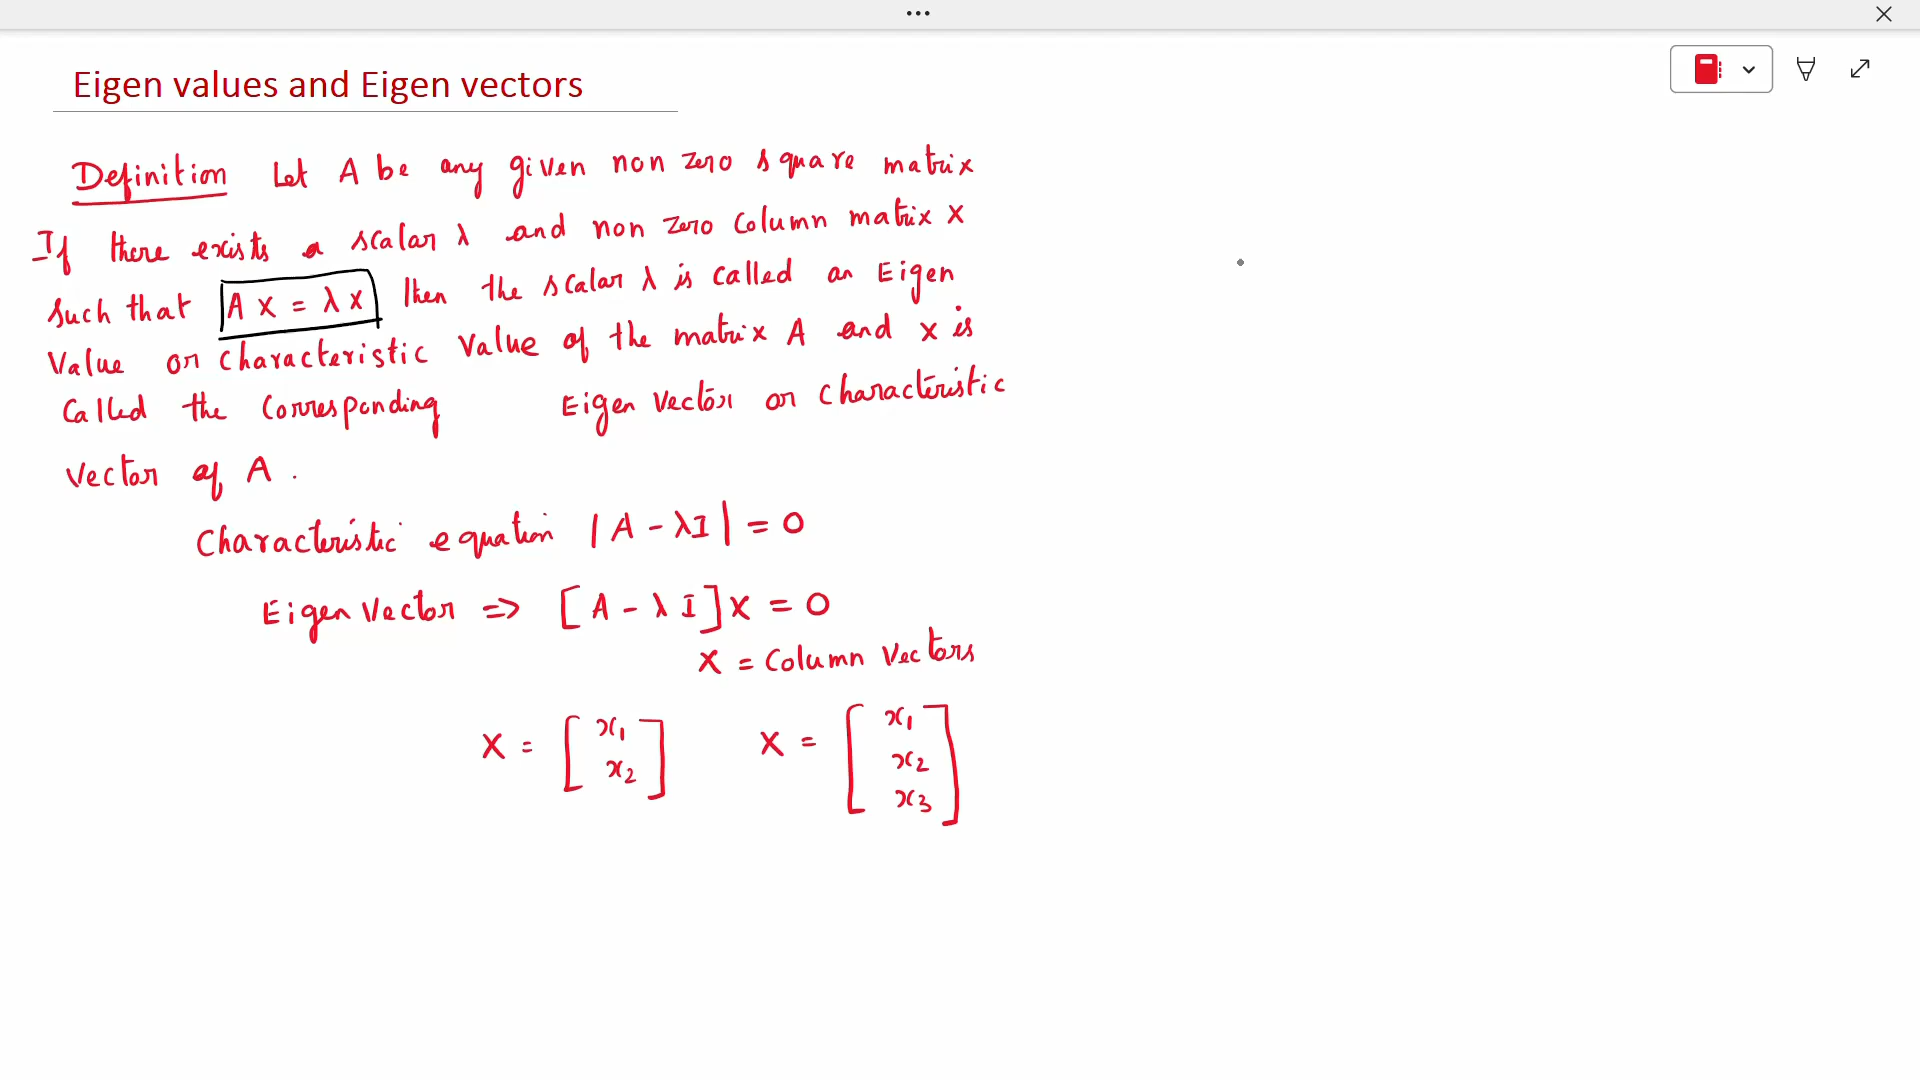 Eigen values and Eigen vectors
Definition Let A be any given non zero square matrix
If there exists a scalar λ and non zero column matrix X
such that AX = λX then the scalar λ is called an Eigen
Value or characteristic value of the matrix A and x is
Called the corresponding Eigen Vector or characteristic
Vector of A.
Characteristic equation |A - λI| = 0
Eigen Vector => [A - λI]X = 0
X = Column Vectors
X = [x1 x2] X = [x1 x2 x3]